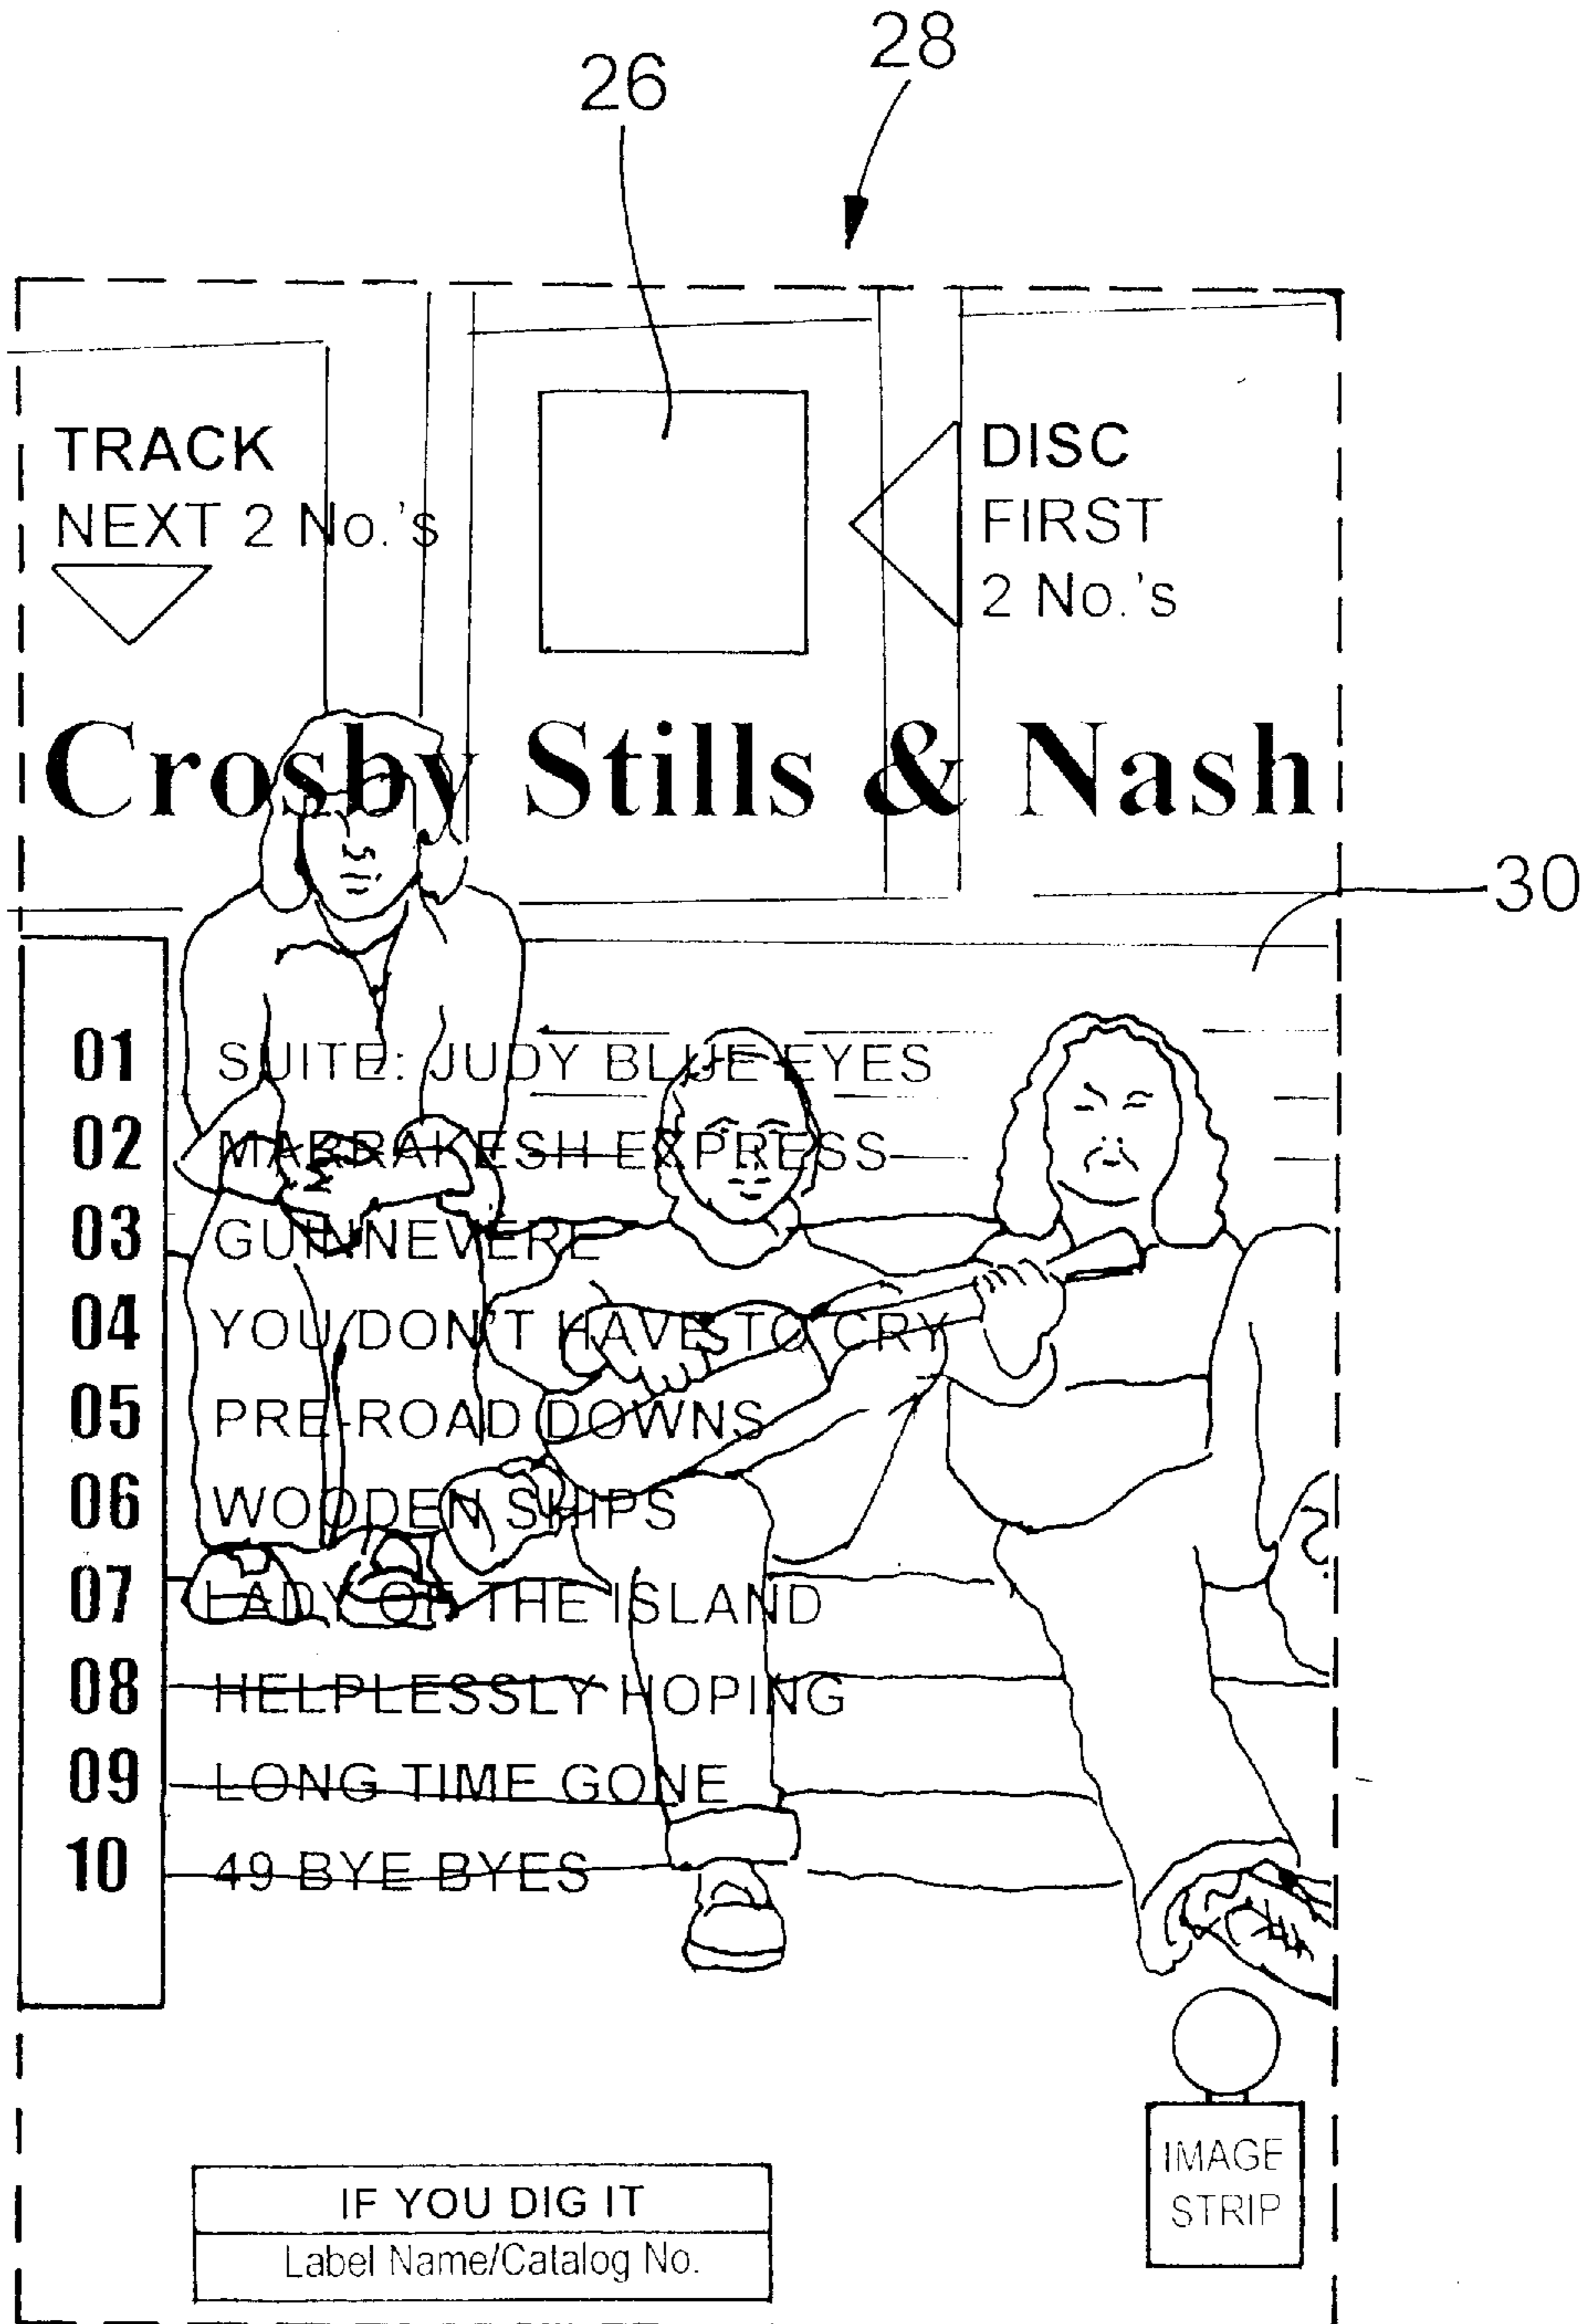 28
26
TRACK
NEXT 2 No.'s
DISC
FIRST
2 No.'s
Crosby Stills & Nash
30
01 SUITE: JUDY BLUE EYES
02 MARRAKESH EXPRESS
03 GUINNEVERE
04 YOU DON'T HAVE TO CRY
05 PRE-ROAD DOWNS
06 WOODEN SHIPS
07 LADY OF THE ISLAND
08 HELPLESSLY HOPING
09 LONG TIME GONE
10 49 BYE BYES
IMAGE
STRIP
IF YOU DIG IT
Label Name/Catalog No.